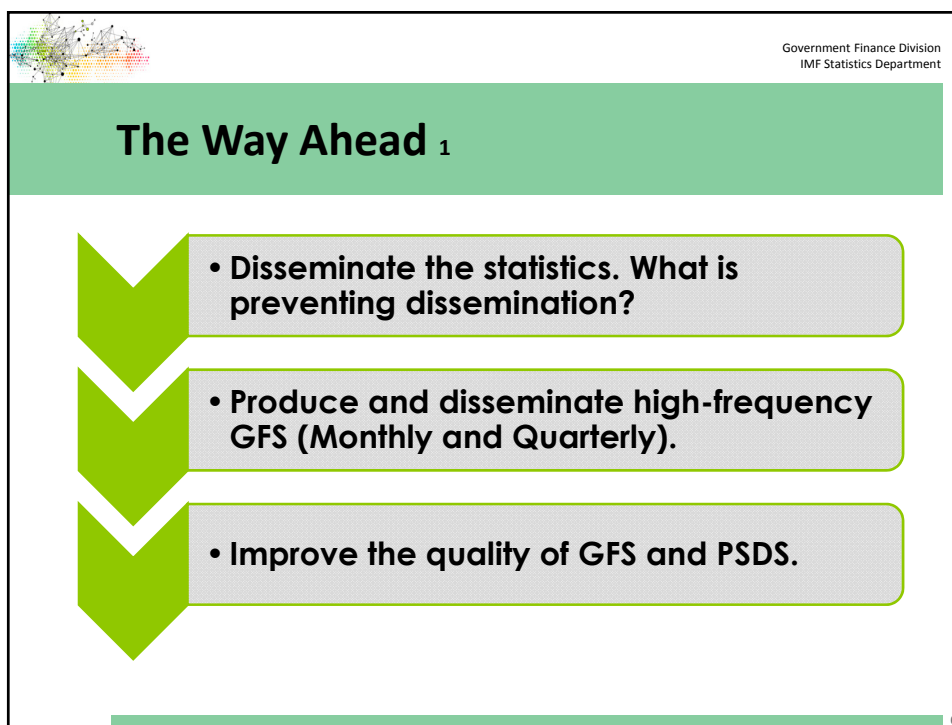 Government Finance Division
IMF Statistics Department
The Way Ahead 1
• Disseminate the statistics. What is
preventing dissemination?
• Produce and disseminate high-frequency
GFS (Monthly and Quarterly).
• Improve the quality of GFS and PSDS.